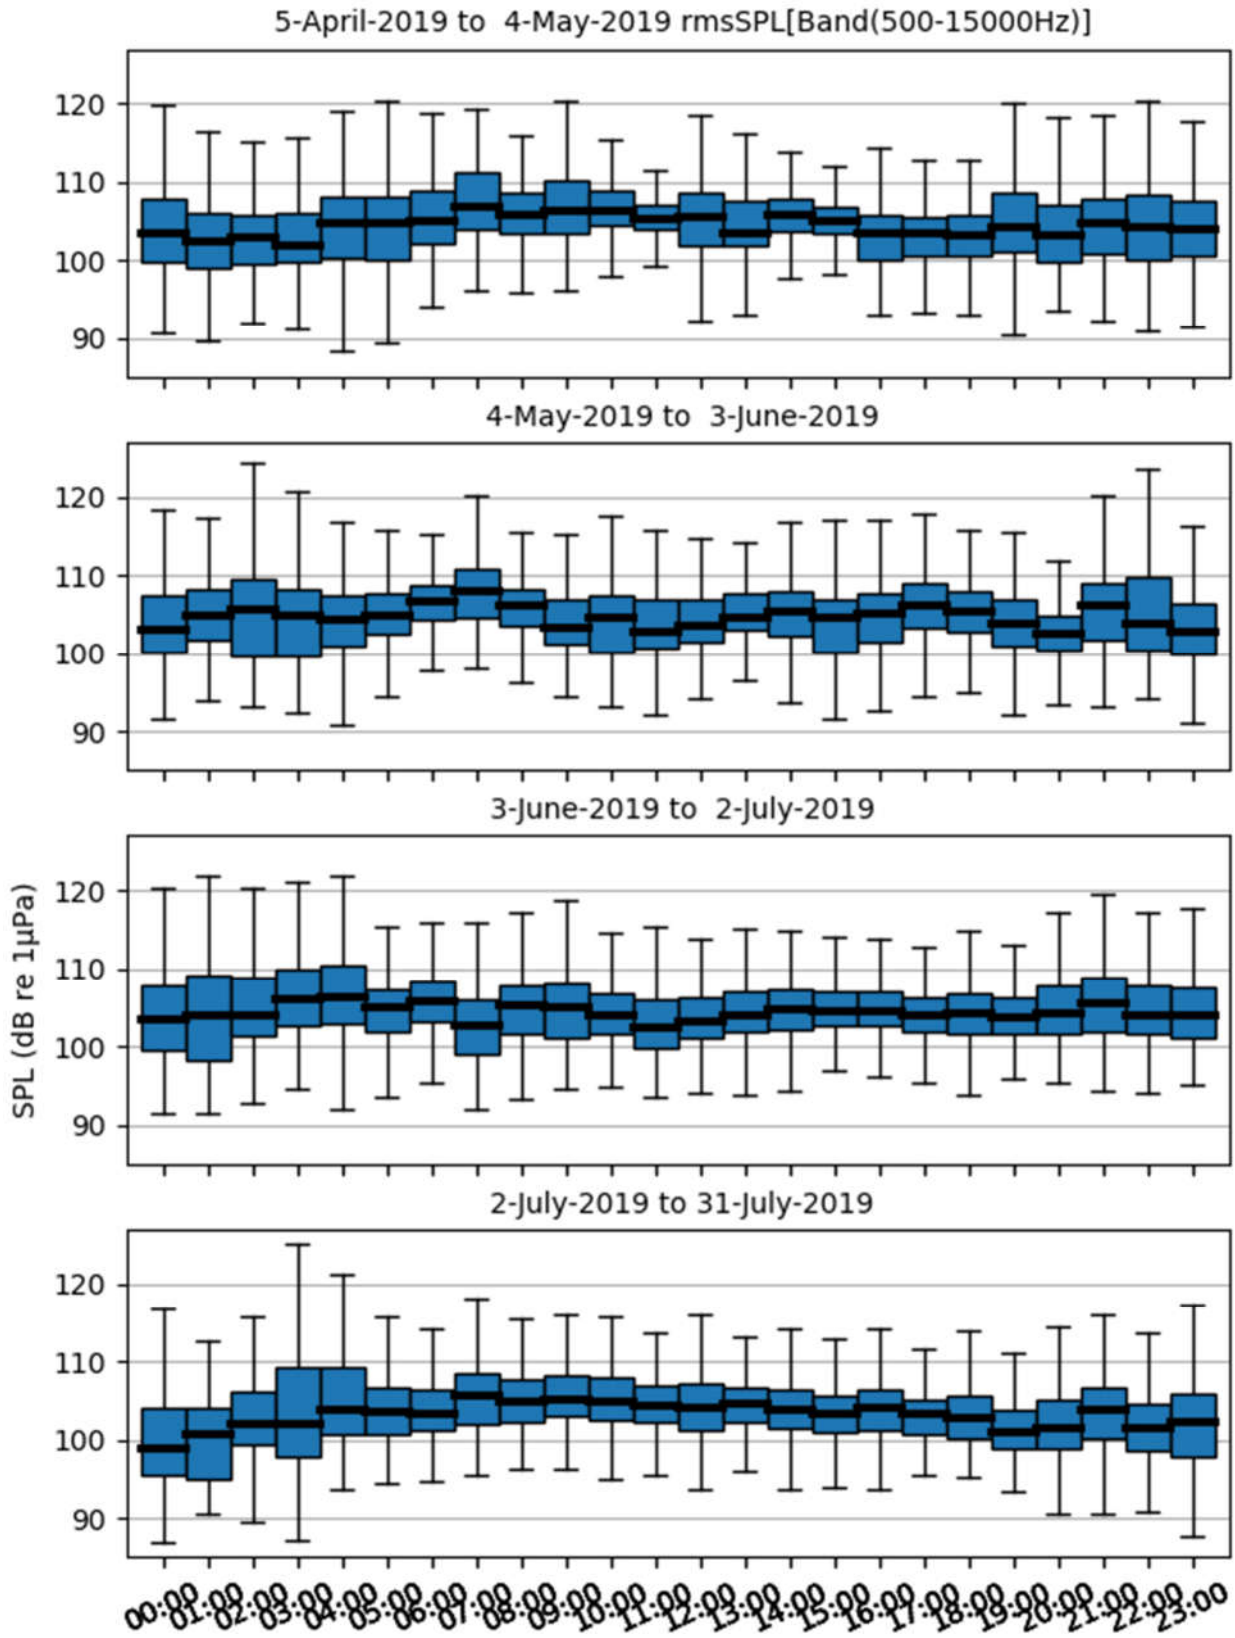 5-April-2019 to  4-May-2019 rmsSPL[Band(500-15000Hz)]
120
110
100
90
4-May-2019 to  3-June-2019
120
110
100
90
3-June-2019 to  2-July-2019
SPL (dB re 1µPa)
120
110
100
90
2-July-2019 to 31-July-2019
120
110
100
90
00:00 01:00 02:00 03:00 04:00 05:00 06:00 07:00 08:00 09:00 10:00 11:00 12:00 13:00 14:00 15:00 16:00 17:00 18:00 19:00 20:00 21:00 22:00 23:00